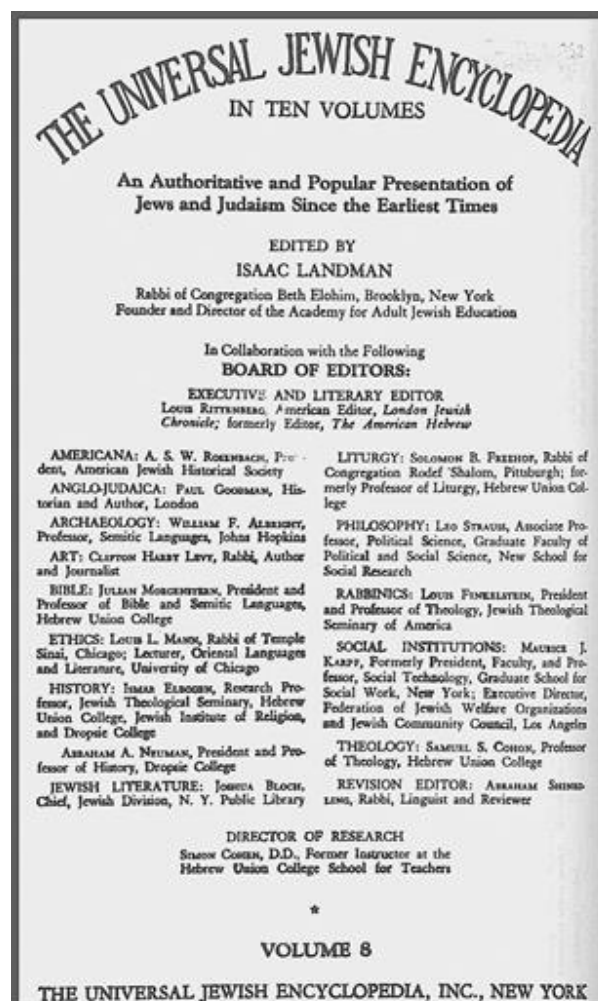 THE UNIVERSAL JEWISH ENCYCLOPEDIA
IN TEN VOLUMES
An Authoritative and Popular Presentation of
Jews and Judaism Since the Earliest Times
EDITED BY
ISAAC LANDMAN
Rabbi of Congregation Beth Elohim, Brooklyn, New York
Founder and Director of the Academy for Adult Jewish Education
In Collaboration with the Following
BOARD OF EDITORS:
EXECUTIVE AND LITERARY EDITOR
Louis Rittenberg, American Editor, London Jewish
Chronicle; formerly Editor, The American Hebrew
AMERICANA: A. S. W. Rosenbach,
dent, American Jewish Historical Society
ANGLO-JUDAICA: Paul Goodman, His-
torian and Author, London
ARCHAEOLOGY: William F. Albright,
Professor, Semitic Languages, Johns Hopkins
ART: Clifton Harby Levy, Rabbi, Author
and Journalist
BIBLE: Julian Morgenstern, President and
Professor of Bible and Semitic Languages,
Hebrew Union College
ETHICS: Louis L. Mann, Rabbi of Temple
Sinai, Chicago; Lecturer, Oriental Languages
and Literature, University of Chicago
HISTORY: Ismar Elbogen, Research Pro-
fessor, Jewish Theological Seminary, Hebrew
Union College, Jewish Institute of Religion,
and Dropsie College
Abraham A. Neuman, President and Pro-
fessor of History, Dropsie College
JEWISH LITERATURE: Joshua Bloch,
Chief, Jewish Division, N. Y. Public Library
LITURGY: Solomon B. Freehof, Rabbi of
Congregation Rodef Shalom, Pittsburgh; for-
merly Professor of Liturgy, Hebrew Union Col-
lege
PHILOSOPHY: Leo Strauss, Associate Pro-
fessor, Political Science, Graduate Faculty of
Political and Social Science, New School for
Social Research
RABBINICS: Louis Finkelstein, President
and Professor of Theology, Jewish Theological
Seminary of America
SOCIAL INSTITUTIONS: Maurice J.
Karpf, Formerly President, Faculty, and Pro-
fessor, Social Technology, Graduate School for
Social Work, New York; Executive Director,
Federation of Jewish Welfare Organizations
and Jewish Community Council, Los Angeles
THEOLOGY: Samuel S. Cohon, Professor
of Theology, Hebrew Union College
REVISION EDITOR: Abraham Shined-
ling, Rabbi, Linguist and Reviewer
DIRECTOR OF RESEARCH
Simon Cohen, D.D., Former Instructor at the
Hebrew Union College School for Teachers
*
VOLUME 8
THE UNIVERSAL JEWISH ENCYCLOPEDIA, INC., NEW YORK